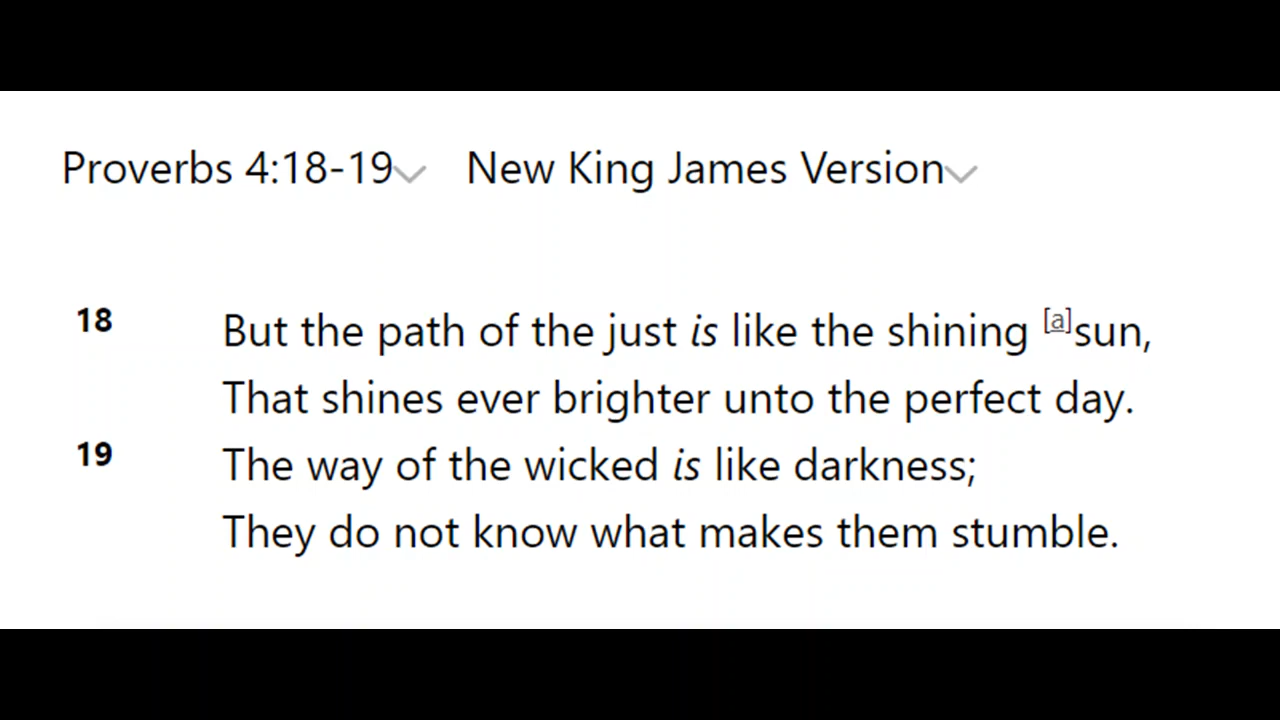 Proverbs 4:18-19 New King James Version
18 But the path of the just is like the shining [a]sun,
That shines ever brighter unto the perfect day.
19 The way of the wicked is like darkness;
They do not know what makes them stumble.